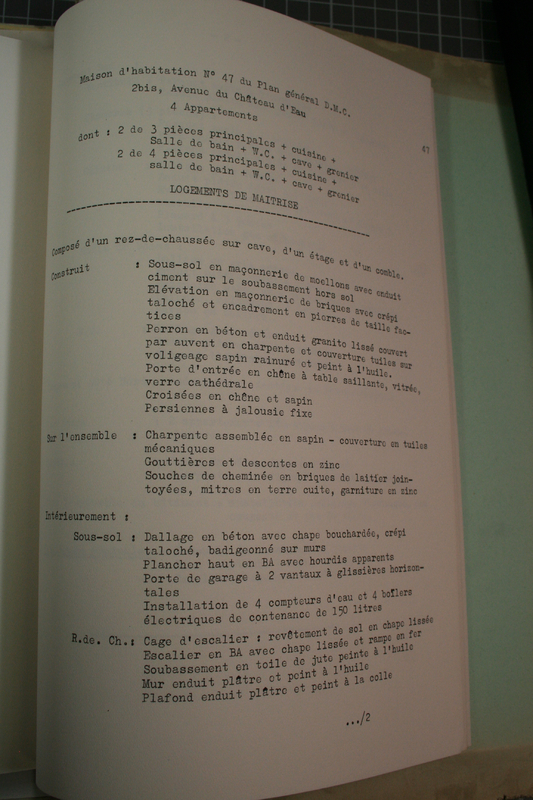 Maison d'habitation N° 47 du Plan général D.M.C.
2bis, Avenue du Château d'Eau
4 Appartements
47
dont : 2 de 3 pièces principales + cuisine +
Salle de bain + W.C. + cave + grenier
2 de 4 pièces principales + cuisine +
salle de bain + W.C. + cave + grenier
LOGEMENTS DE MAITRISE
Composé d'un rez-de-chaussée sur cave, d'un étage et d'un comble.
Construit : Sous-sol en maçonnerie de moellons avec enduit
ciment sur le soubassement hors sol
Elévation en maçonnerie de briques avec crépi
taloché et encadrement en pierres de taille fac-
tices
Perron en béton et enduit granito lissé couvert
par auvent en charpente et couverture tuiles sur
voligeage sapin rainuré et peint à l'huile.
Porte d'entrée en chêne à table saillante, vitrée,
verre cathédrale
Croisées en chêne et sapin
Persiennes à jalousie fixe
Sur l'ensemble : Charpente assemblée en sapin - couverture en tuiles
mécaniques
Gouttières et descentes en zinc
Souches de cheminée en briques de laitier join-
toyées, mitres en terre cuite, garniture en zinc
Intérieurement :
Sous-sol : Dallage en béton avec chape bouchardée, crépi
taloché, badigeonné sur murs
Plancher haut en BA avec hourdis apparents
Porte de garage à 2 vantaux à glissières horizon-
tales
Installation de 4 compteurs d'eau et 4 boîlers
électriques de contenance de 150 litres
R.de. Ch.: Cage d'escalier : revêtement de sol en chape lissée
Escalier en BA avec chape lissée et rampe en fer
Soubassement en toile de jute peinte à l'huile
Mur enduit plâtre et peint à l'huile
Plafond enduit plâtre et peint à la colle
.../2